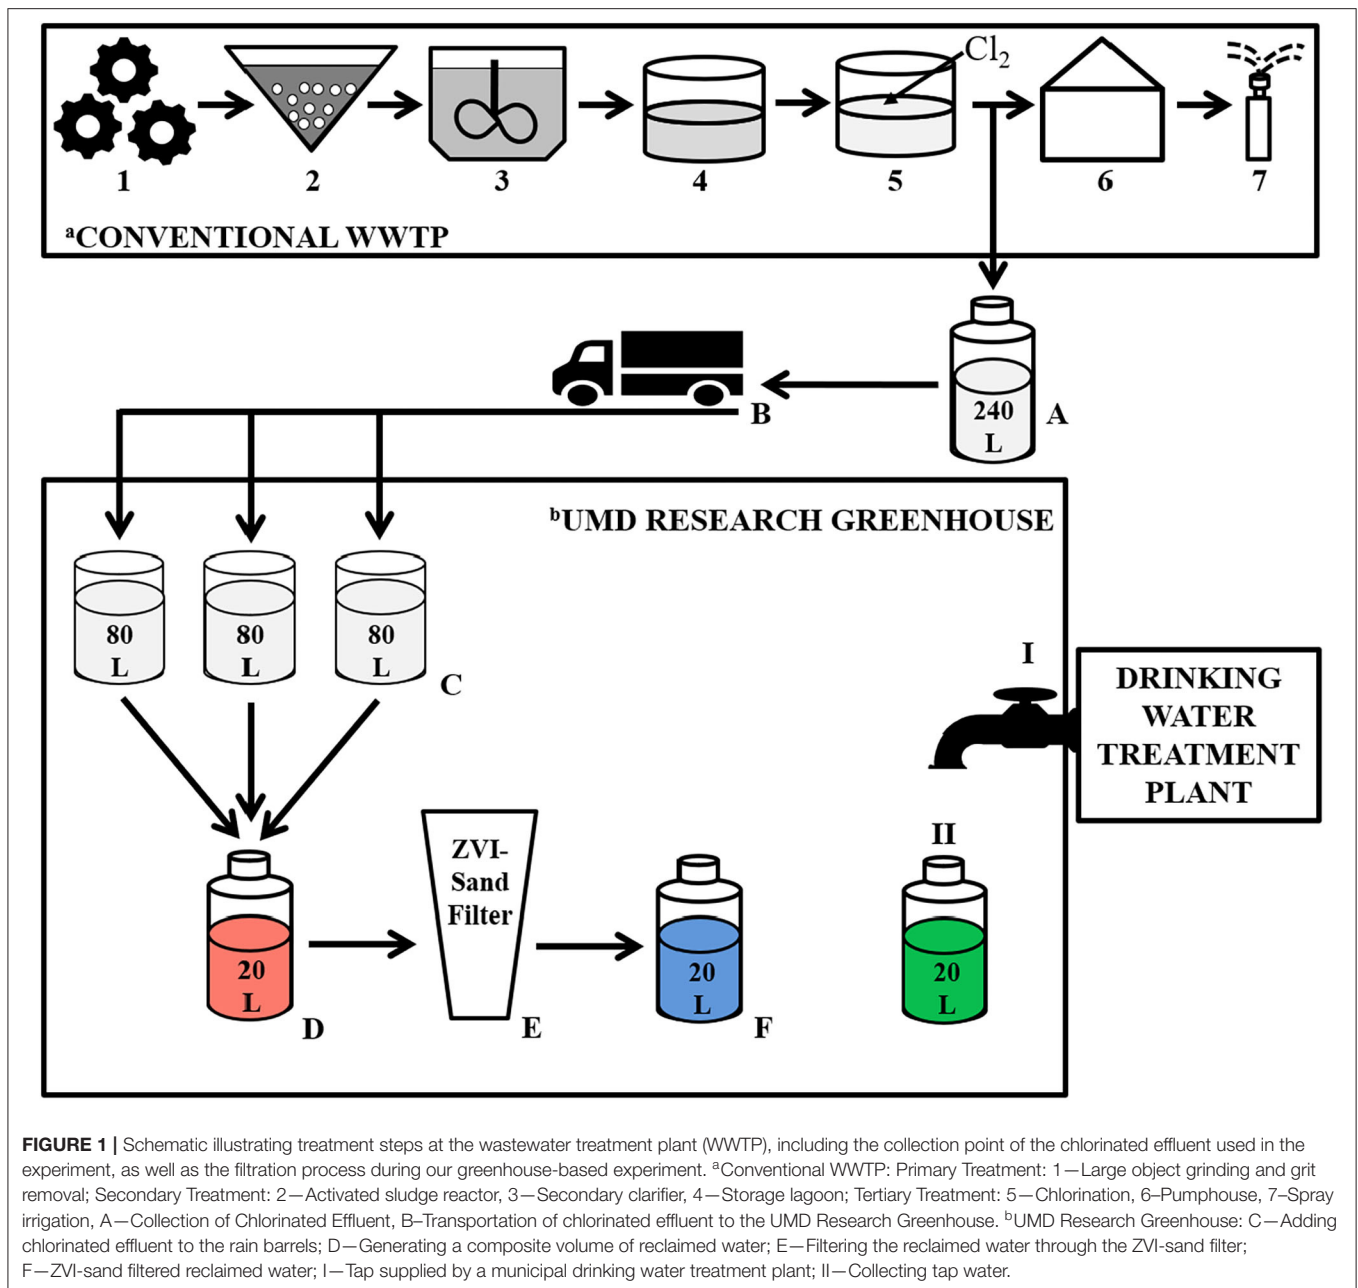 Cl₂
1
2
3
4
5
6
7
ᵃCONVENTIONAL WWTP
240
L
A
B
ᵇUMD RESEARCH GREENHOUSE
80
L
80
L
80
L
C
I
DRINKING
WATER
TREATMENT
PLANT
II
ZVI-
Sand
Filter
20
L
D
E
20
L
F
20
L
FIGURE 1 | Schematic illustrating treatment steps at the wastewater treatment plant (WWTP), including the collection point of the chlorinated effluent used in the
experiment, as well as the filtration process during our greenhouse-based experiment. ᵃConventional WWTP: Primary Treatment: 1—Large object grinding and grit
removal; Secondary Treatment: 2—Activated sludge reactor, 3—Secondary clarifier, 4—Storage lagoon; Tertiary Treatment: 5—Chlorination, 6–Pumphouse, 7–Spray
irrigation, A—Collection of Chlorinated Effluent, B–Transportation of chlorinated effluent to the UMD Research Greenhouse. ᵇUMD Research Greenhouse: C—Adding
chlorinated effluent to the rain barrels; D—Generating a composite volume of reclaimed water; E—Filtering the reclaimed water through the ZVI-sand filter;
F—ZVI-sand filtered reclaimed water; I—Tap supplied by a municipal drinking water treatment plant; II—Collecting tap water.